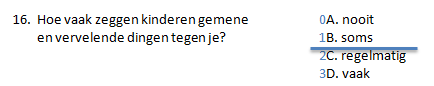 16. Hoe vaak zeggen kinderen gemene
en vervelende dingen tegen je?
0A. nooit
1B. soms
2C. regelmatig
3D. vaak